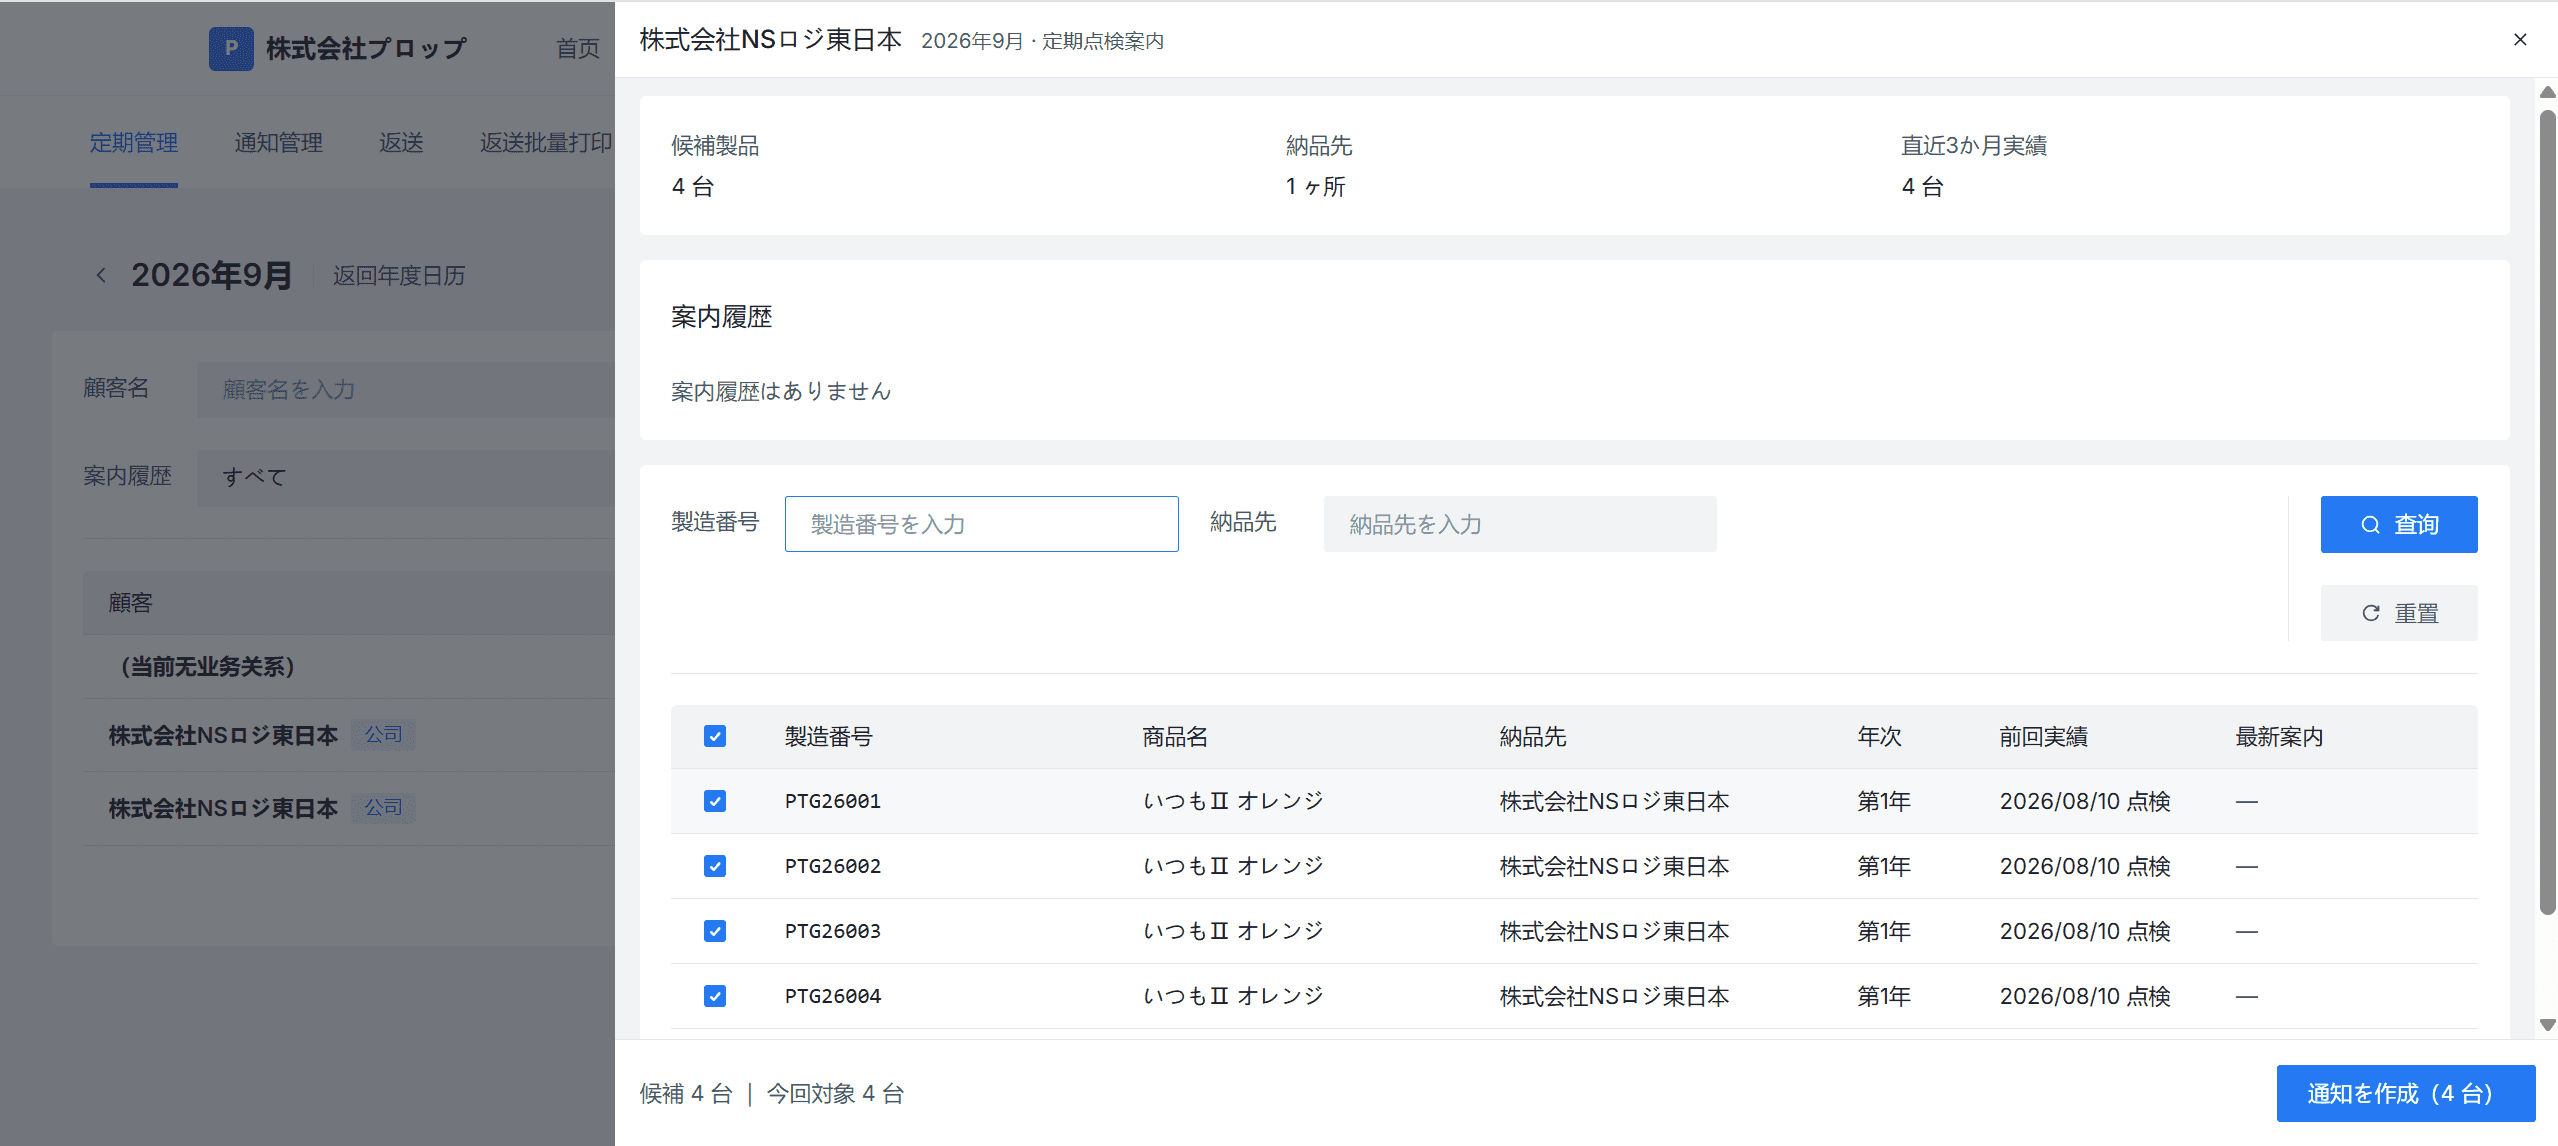 P 株式会社プロップ 首页
定期管理 通知管理 返送 返送批量打印
2026年9月 返回年度日历
顧客名 顧客名を入力
案内履歴 すべて
顧客
（当前无业务关系）
株式会社NSロジ東日本 公司
株式会社NSロジ東日本 公司
株式会社NSロジ東日本 2026年9月 · 定期点検案内
候補製品 納品先 直近3か月実績
4 台 1 ヶ所 4 台
案内履歴
案内履歴はありません
製造番号 製造番号を入力 納品先 納品先を入力 查询
重置
製造番号 商品名 納品先 年次 前回実績 最新案内
PTG26001 いつもⅡ オレンジ 株式会社NSロジ東日本 第1年 2026/08/10 点検 —
PTG26002 いつもⅡ オレンジ 株式会社NSロジ東日本 第1年 2026/08/10 点検 —
PTG26003 いつもⅡ オレンジ 株式会社NSロジ東日本 第1年 2026/08/10 点検 —
PTG26004 いつもⅡ オレンジ 株式会社NSロジ東日本 第1年 2026/08/10 点検 —
候補 4 台 ｜ 今回対象 4 台 通知を作成（4 台）